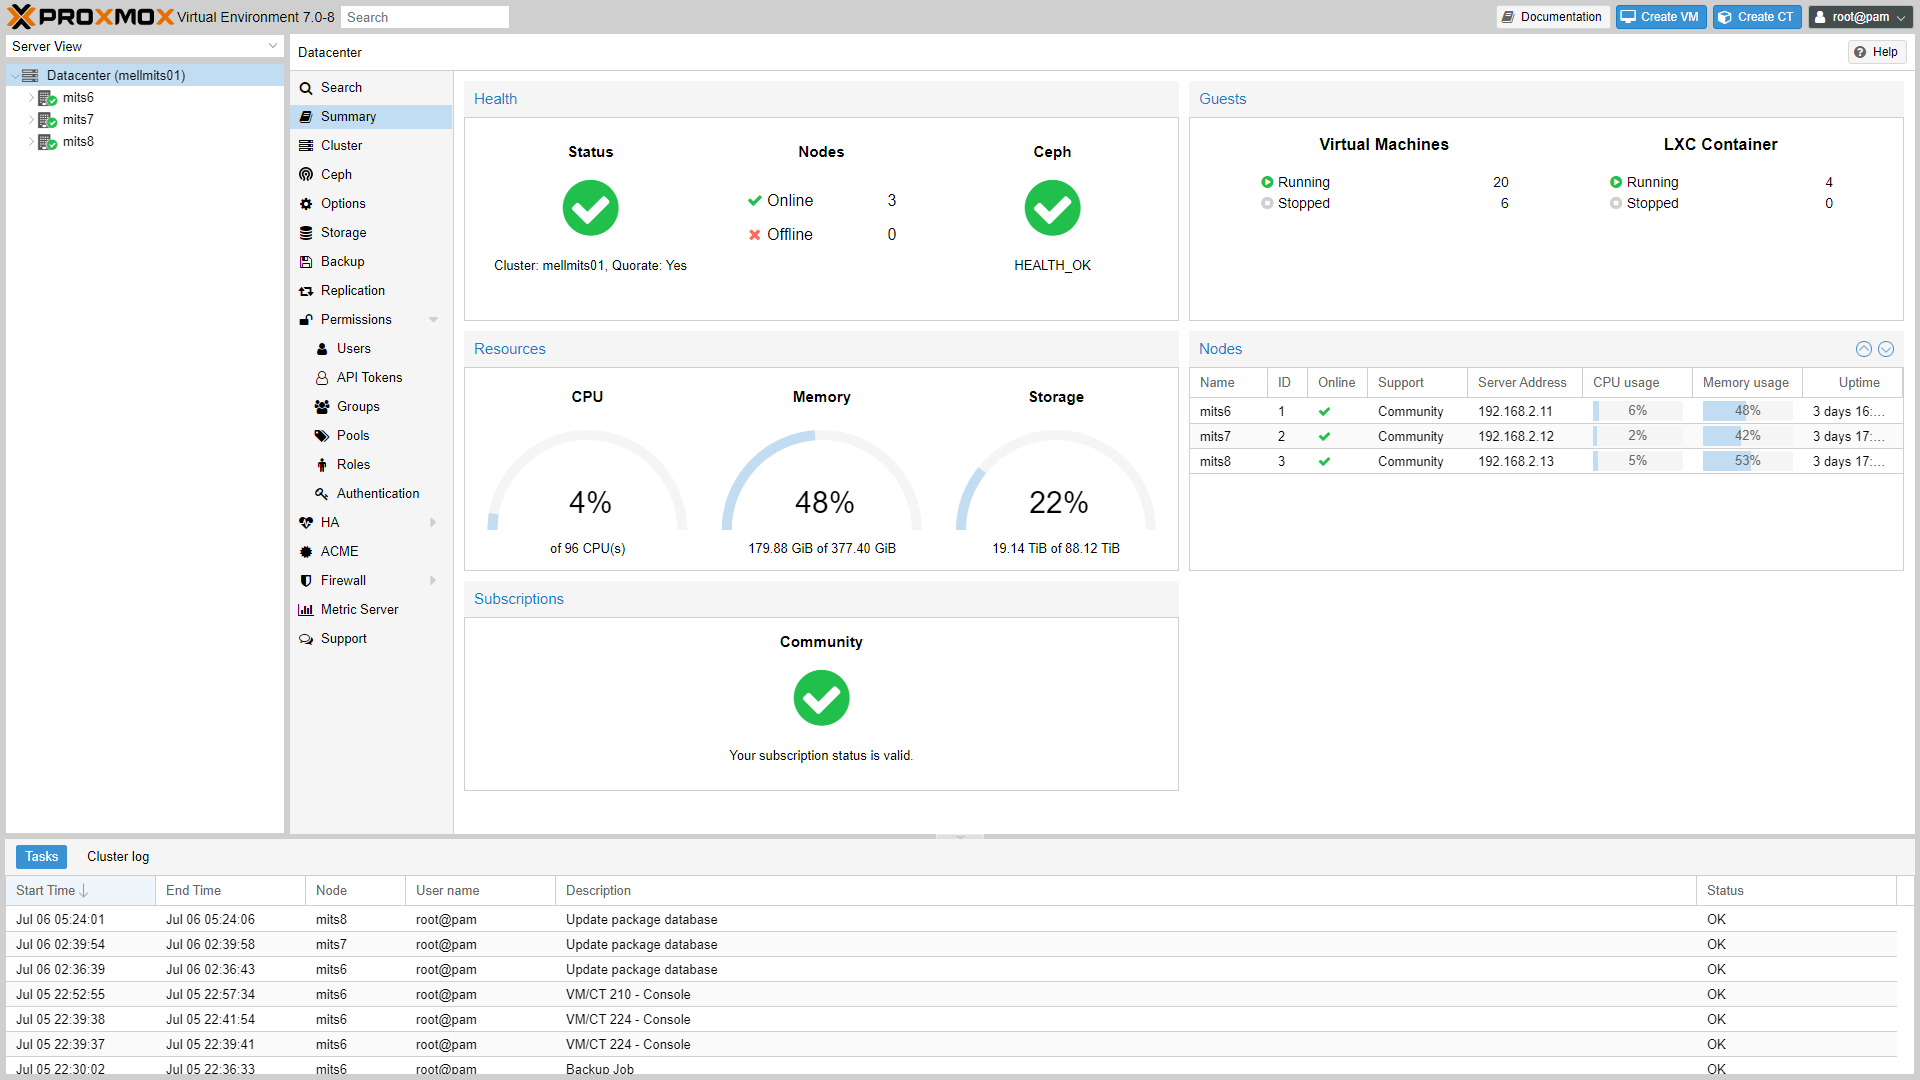 PROXMOX Virtual Environment 7.0-8 Search Documentation Create VM Create CT root@pam
Server View
Datacenter (mellmits01)
mits6
mits7
mits8
Datacenter Help
Search
Summary
Cluster
Ceph
Options
Storage
Backup
Replication
Permissions
Users
API Tokens
Groups
Pools
Roles
Authentication
HA
ACME
Firewall
Metric Server
Support
Health
Status Nodes Ceph
Online 3
Offline 0
Cluster: mellmits01, Quorate: Yes HEALTH_OK
Guests
Virtual Machines LXC Container
Running 20 Running 4
Stopped 6 Stopped 0
Resources
CPU Memory Storage
4% 48% 22%
of 96 CPU(s) 179.88 GiB of 377.40 GiB 19.14 TiB of 88.12 TiB
Nodes
Name ID Online Support Server Address CPU usage Memory usage Uptime
mits6 1 Community 192.168.2.11 6% 48% 3 days 16:...
mits7 2 Community 192.168.2.12 2% 42% 3 days 17:...
mits8 3 Community 192.168.2.13 5% 53% 3 days 17:...
Subscriptions
Community
Your subscription status is valid.
Tasks Cluster log
Start Time End Time Node User name Description Status
Jul 06 05:24:01 Jul 06 05:24:06 mits8 root@pam Update package database OK
Jul 06 02:39:54 Jul 06 02:39:58 mits7 root@pam Update package database OK
Jul 06 02:36:39 Jul 06 02:36:43 mits6 root@pam Update package database OK
Jul 05 22:52:55 Jul 05 22:57:34 mits6 root@pam VM/CT 210 - Console OK
Jul 05 22:39:38 Jul 05 22:41:54 mits6 root@pam VM/CT 224 - Console OK
Jul 05 22:39:37 Jul 05 22:39:41 mits6 root@pam VM/CT 224 - Console OK
Jul 05 22:30:02 Jul 05 22:36:33 mits6 root@pam Backup Job OK